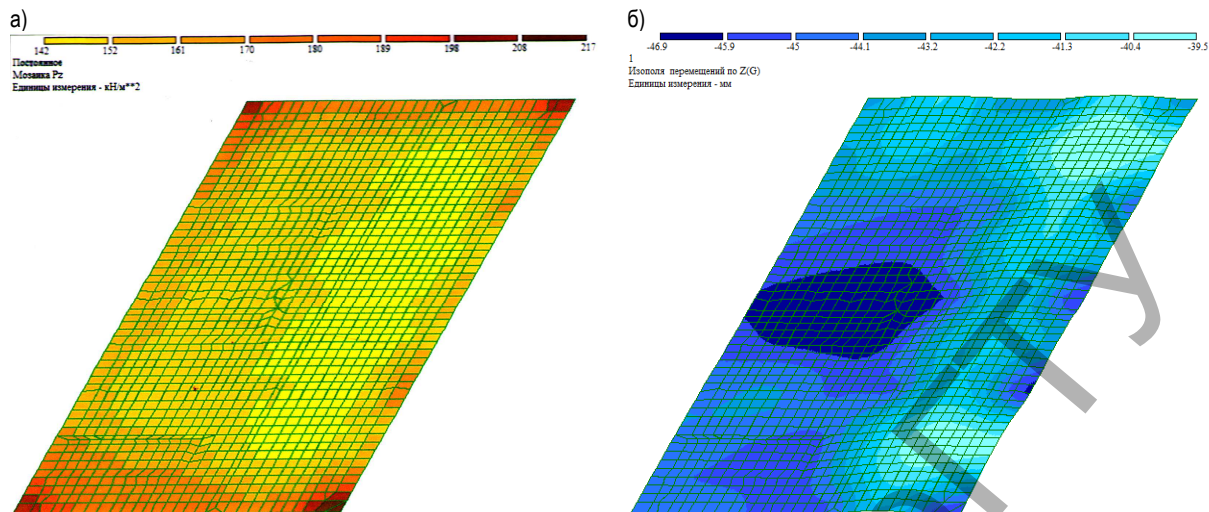 а)
142 152 161 170 180 189 198 208 217
Постоянное
Мозаика Pz
Единицы измерения - кН/м**2
б)
-46.9 -45.9 -45 -44.1 -43.2 -42.2 -41.3 -40.4 -39.5
1
Изополя перемещений по Z(G)
Единицы измерения - мм